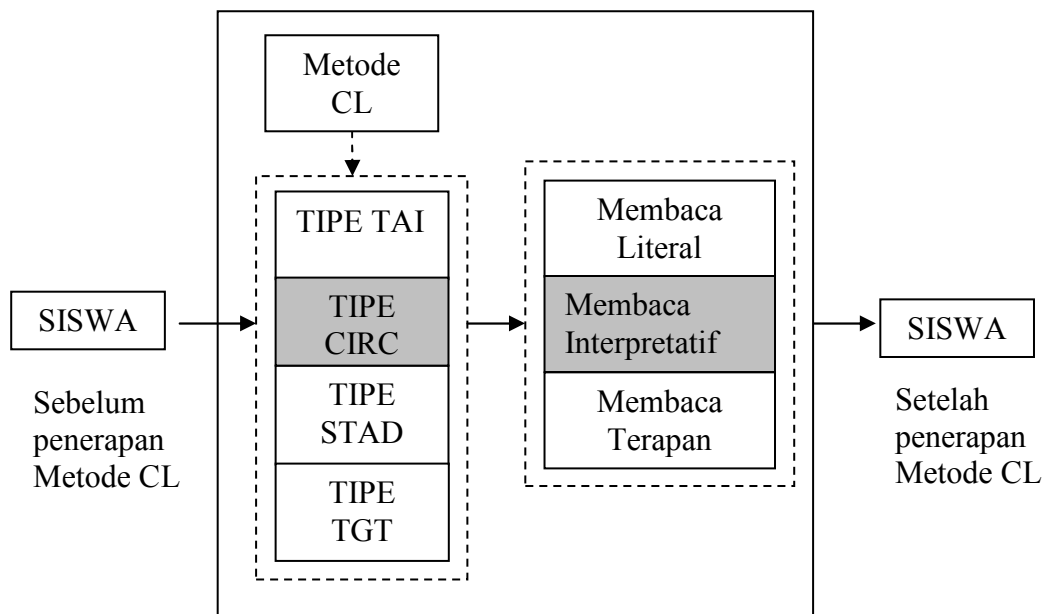 Metode
CL
TIPE TAI
TIPE
CIRC
TIPE
STAD
TIPE
TGT
Membaca
Literal
Membaca
Interpretatif
Membaca
Terapan
SISWA
Sebelum
penerapan
Metode CL
SISWA
Setelah
penerapan
Metode CL